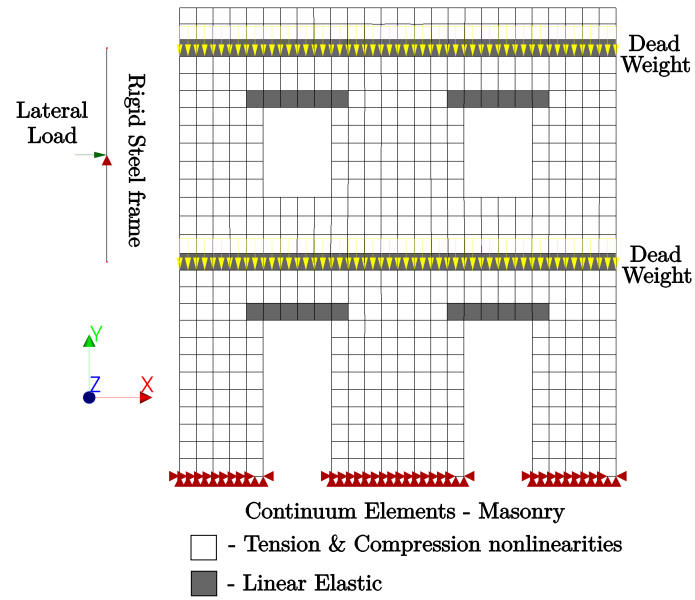 Dead
Weight
Lateral
Load
Rigid Steel frame
Dead
Weight
Y
Z
X
Continuum Elements - Masonry
- Tension & Compression nonlinearities
- Linear Elastic